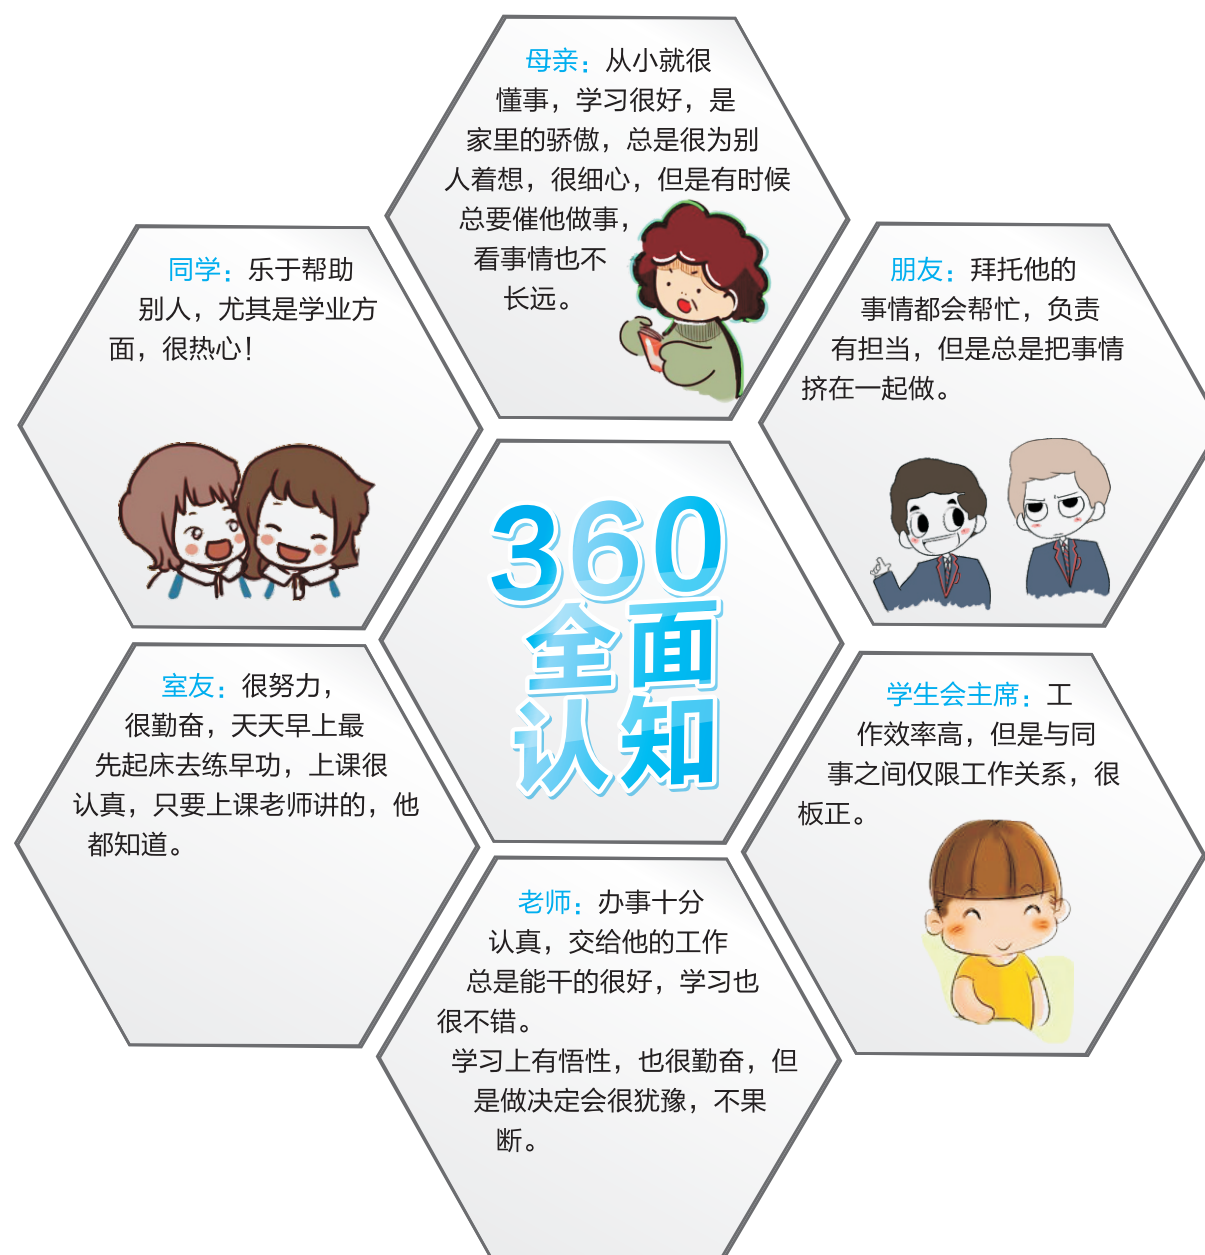 母亲：从小就很
懂事，学习很好，是
家里的骄傲，总是很为别
人着想，很细心，但是有时候
总要催他做事，
看事情也不
长远。
同学：乐于帮助
别人，尤其是学业方
面，很热心！
朋友：拜托他的
事情都会帮忙，负责
有担当，但是总是把事情
挤在一起做。
360
全面
认知
室友：很努力，
很勤奋，天天早上最
先起床去练早功，上课很
认真，只要上课老师讲的，他
都知道。
学生会主席：工
作效率高，但是与同
事之间仅限工作关系，很
板正。
老师：办事十分
认真，交给他的工作
总是能干的很好，学习也
很不错。
学习上有悟性，也很勤奋，但
是做决定会很犹豫，不果
断。